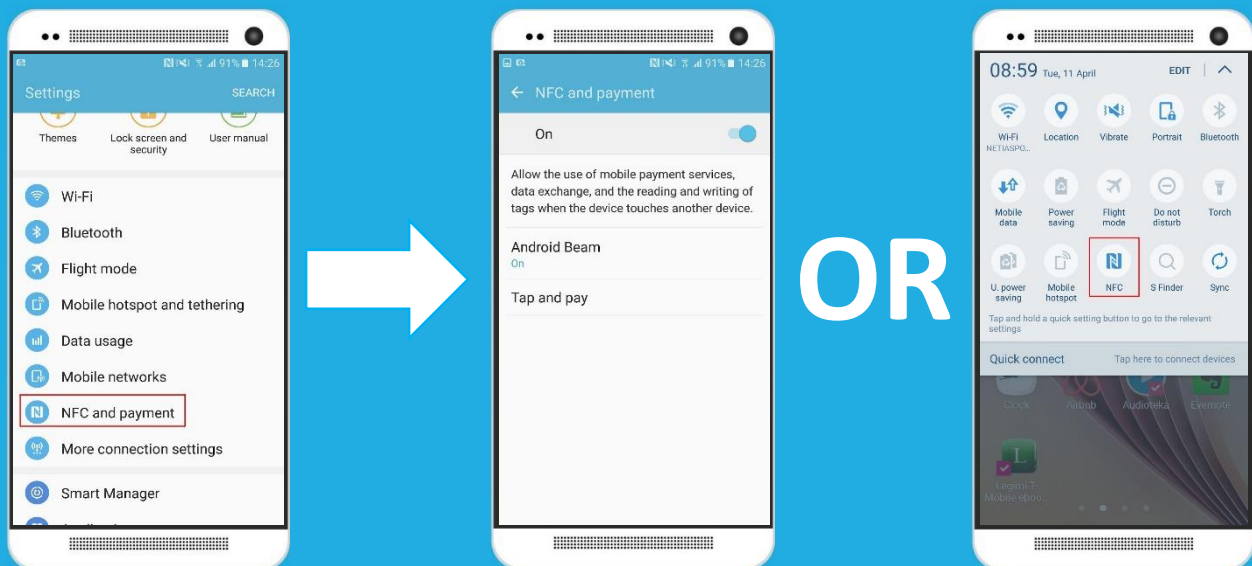 91% 14:26
Settings SEARCH
Themes
Lock screen and
security
User manual
Wi-Fi
Bluetooth
Flight mode
Mobile hotspot and tethering
Data usage
Mobile networks
NFC and payment
More connection settings
Smart Manager
91% 14:26
NFC and payment
On
Allow the use of mobile payment services,
data exchange, and the reading and writing of
tags when the device touches another device.
Android Beam
On
Tap and pay
OR
08:59 Tue, 11 April EDIT
Wi-Fi
NETIASPO...
Location
Vibrate
Portrait
Bluetooth
Mobile
data
Power
saving
Flight
mode
Do not
disturb
Torch
U. power
saving
Mobile
hotspot
NFC
S Finder
Sync
Tap and hold a quick setting button to go to the relevant
settings
Quick connect Tap here to connect devices
Clock
Airbnb
Audioteka
Evernote
L
Legimi T-
Mobile eboo...